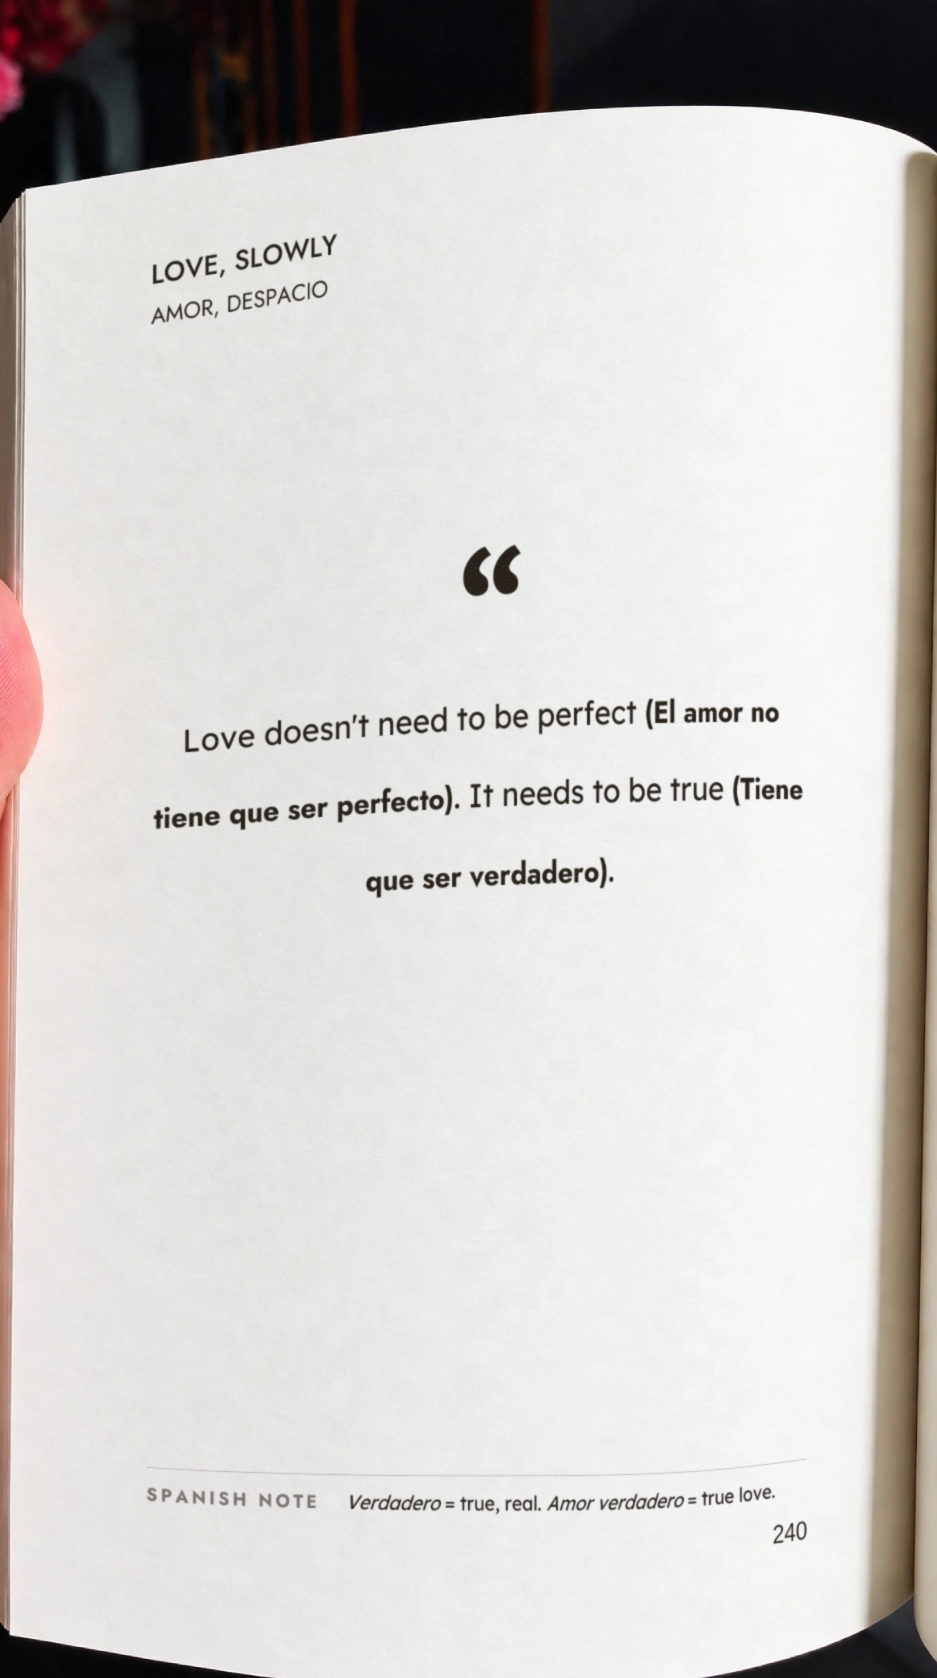 LOVE, SLOWLY
AMOR, DESPACIO
“
Love doesn't need to be perfect (El amor no
tiene que ser perfecto). It needs to be true (Tiene
que ser verdadero).
SPANISH NOTE Verdadero = true, real. Amor verdadero = true love.
240